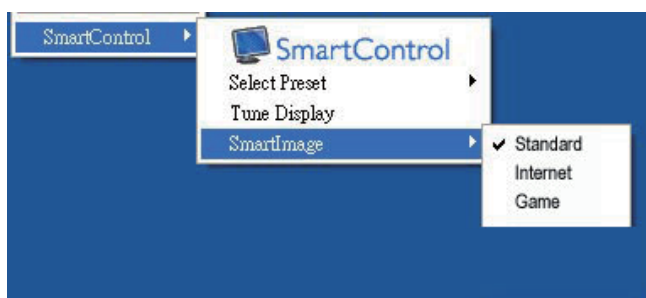 SmartControl
SmartControl
Select Preset
Tune Display
SmartImage
Standard
Internet
Game